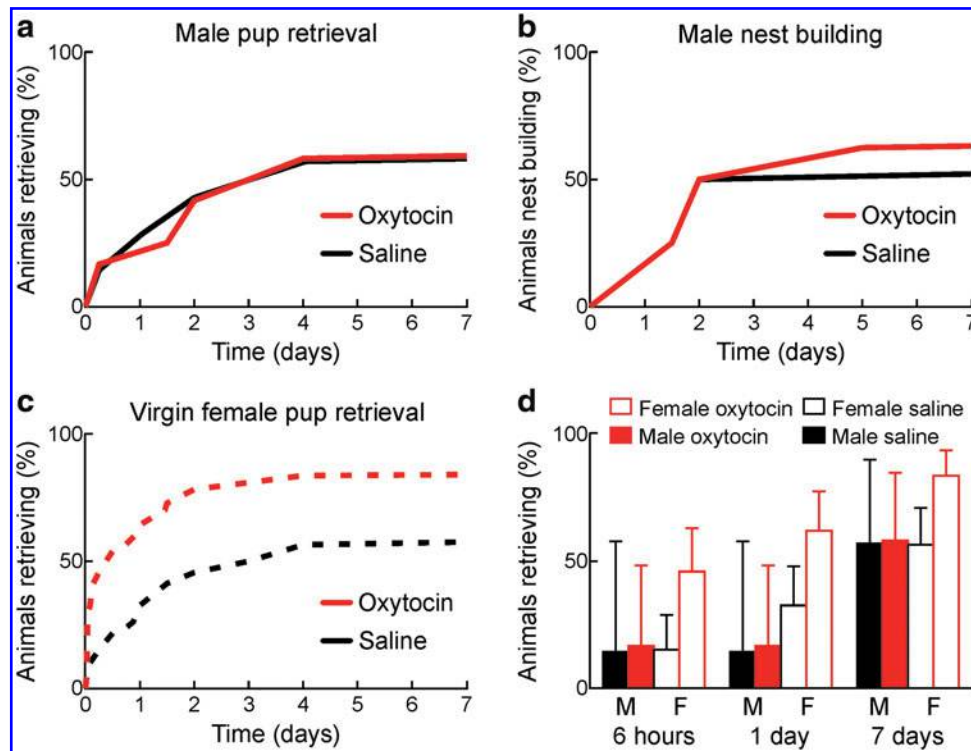 a
Male pup retrieval
Animals retrieving (%)
100
50
0
Oxytocin
Saline
0 1 2 3 4 5 6 7
Time (days)
b
Male nest building
Animals nest building (%)
100
50
0
Oxytocin
Saline
0 1 2 3 4 5 6 7
Time (days)
c
Virgin female pup retrieval
Animals retrieving (%)
100
50
0
Oxytocin
Saline
0 1 2 3 4 5 6 7
Time (days)
d
Female oxytocin Female saline
Male oxytocin Male saline
Animals retrieving (%)
100
50
0
M F M F M F
6 hours 1 day 7 days